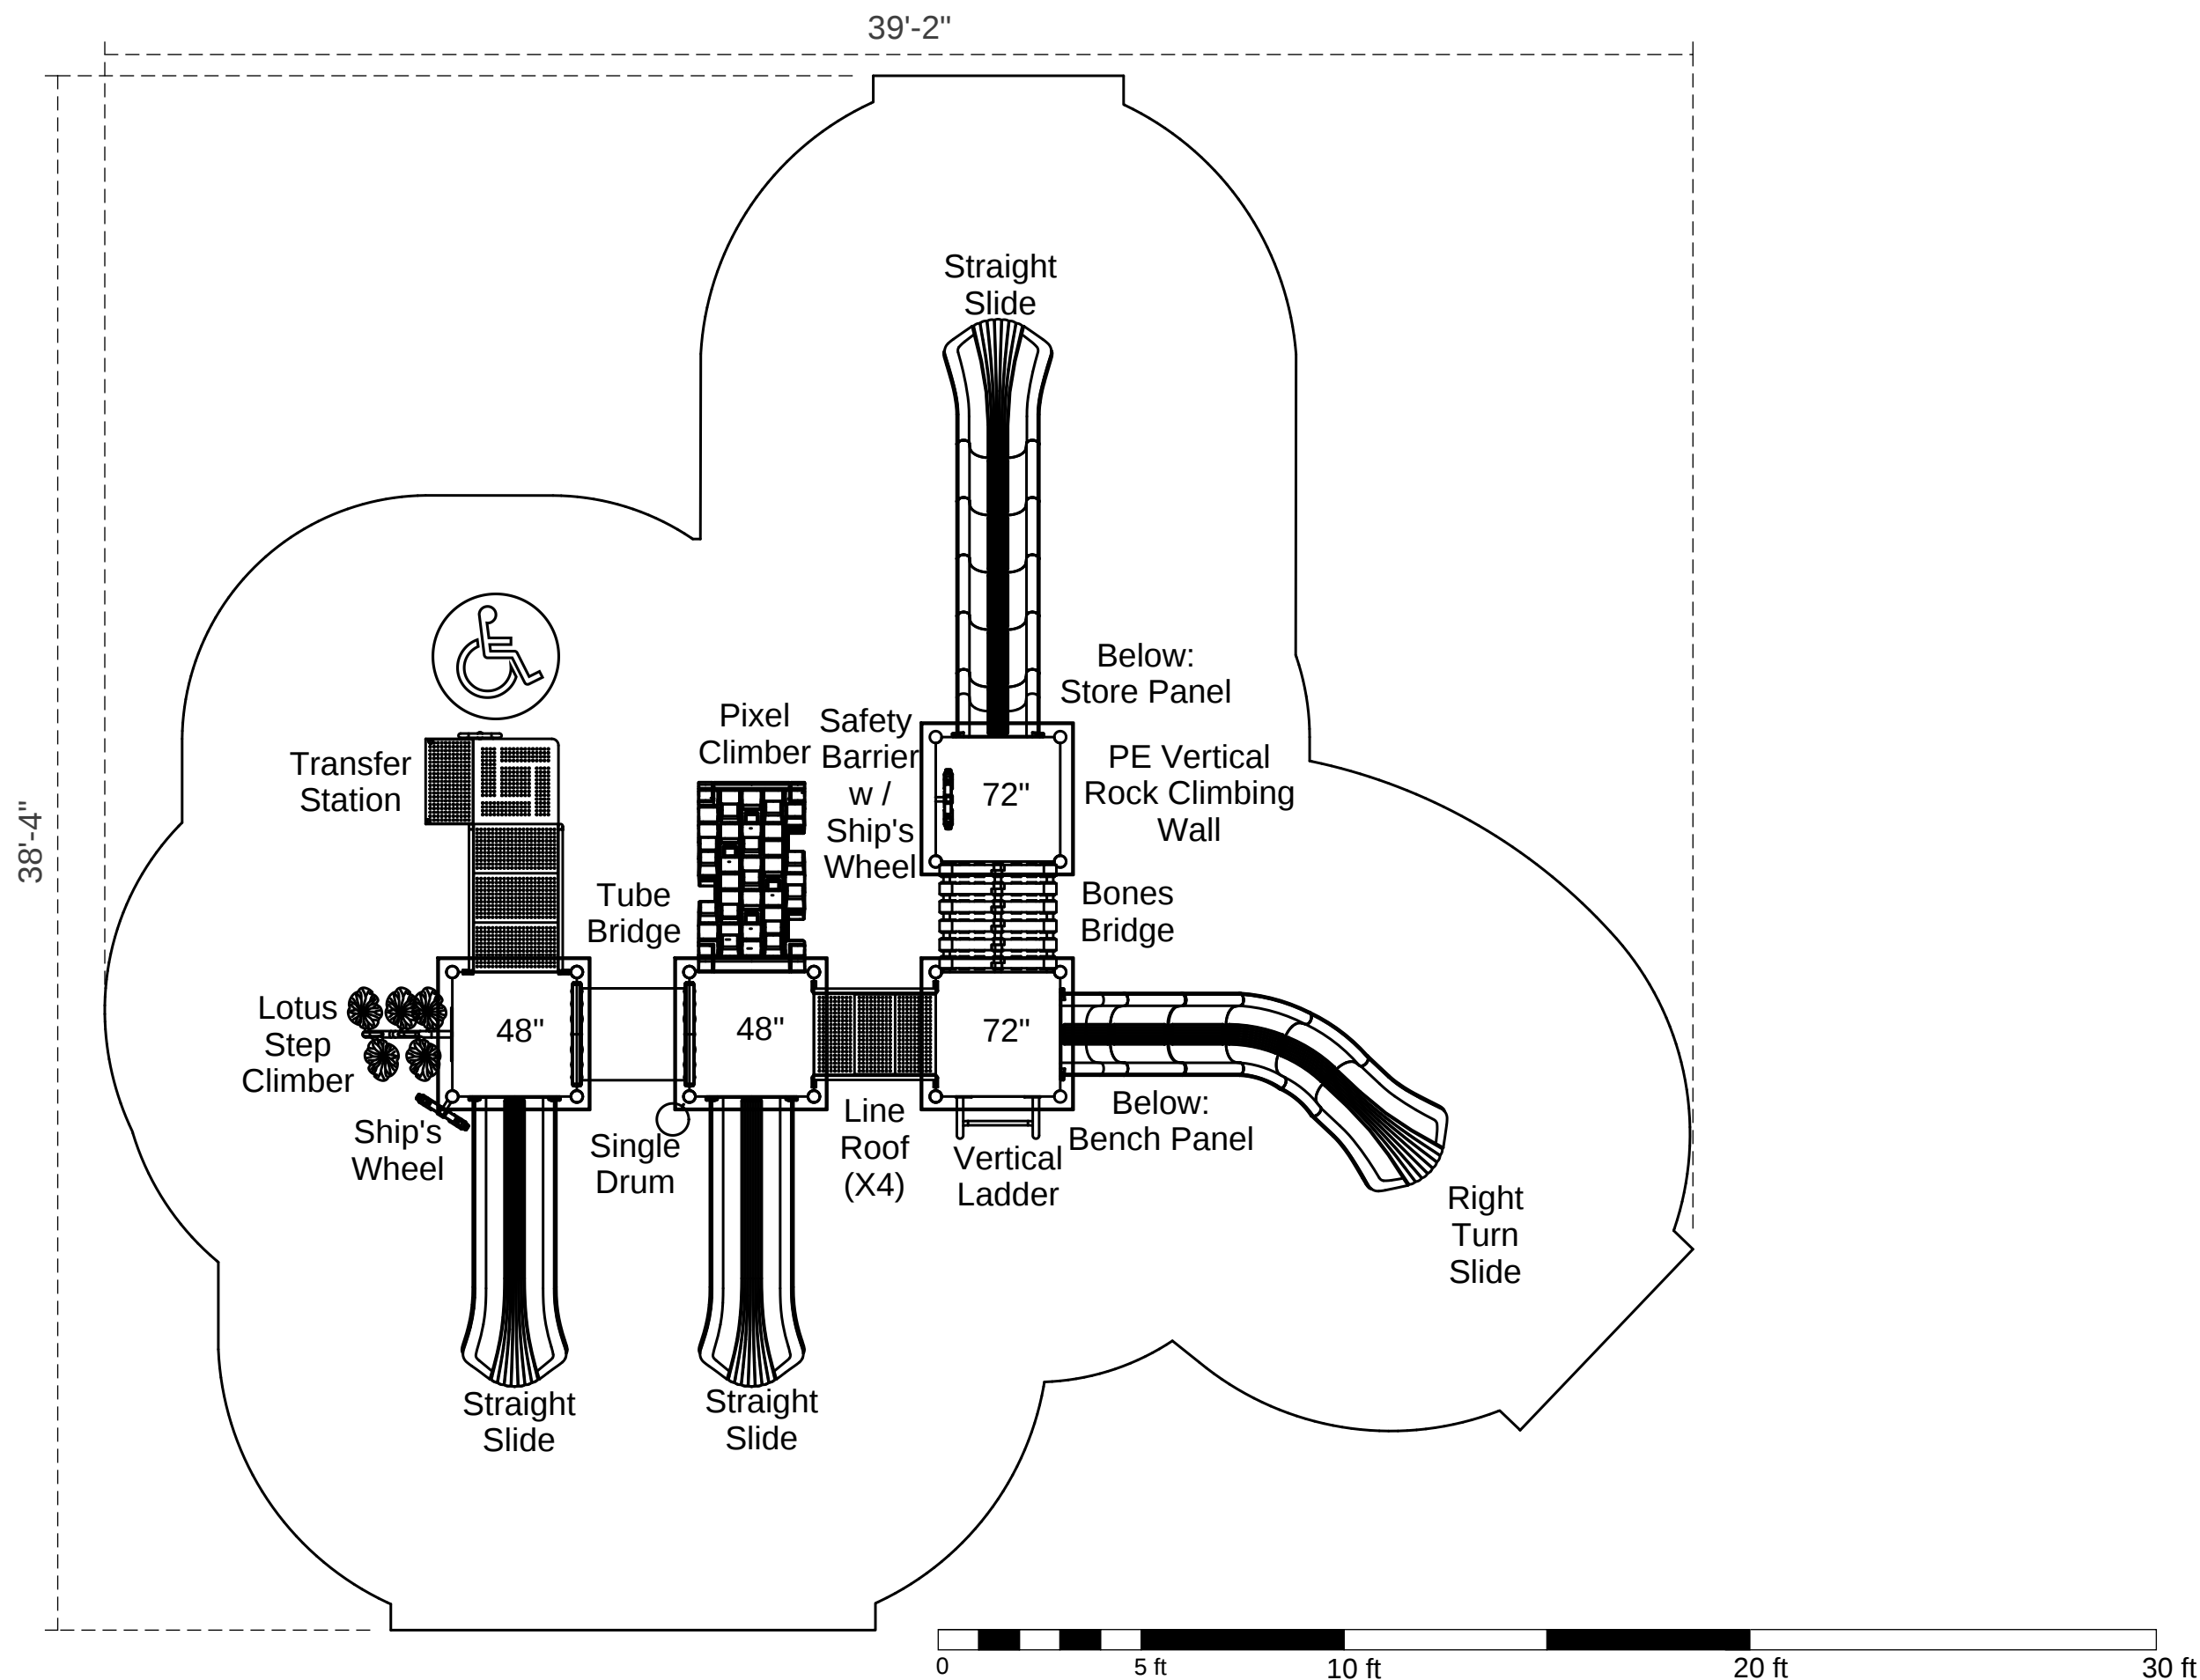 39'-2"
38'-4"
Straight
Slide
Below:
Store Panel
Pixel
Climber
Safety
Barrier
w /
Ship's
Wheel
72"
PE Vertical
Rock Climbing
Wall
Transfer
Station
Tube
Bridge
Bones
Bridge
Lotus
Step
Climber
48"
48"
72"
Ship's
Wheel
Single
Drum
Line
Roof
(X4)
Vertical
Ladder
Below:
Bench Panel
Right
Turn
Slide
Straight
Slide
Straight
Slide
0 5 ft 10 ft 20 ft 30 ft